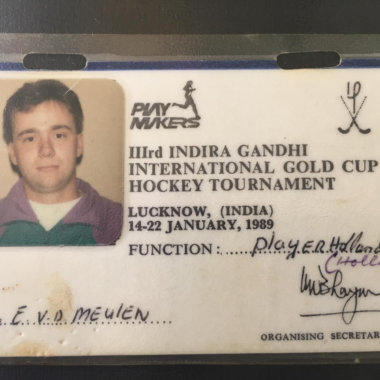 PLAY
MAKERS
IIIrd INDIRA GANDHI
INTERNATIONAL GOLD CUP
HOCKEY TOURNAMENT
LUCKNOW, (INDIA)
14-22 JANUARY, 1989
FUNCTION: Player Holland
E V.D MEULEN
ORGANISING SECRETAR